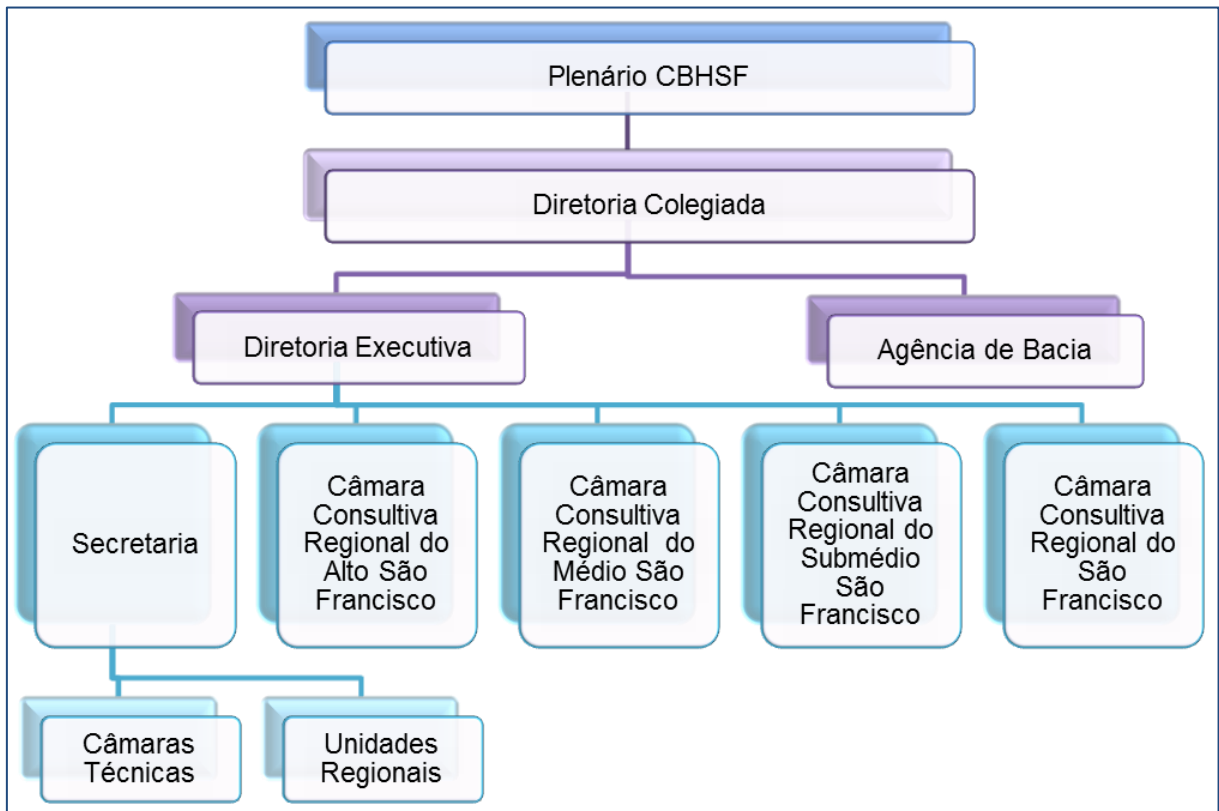 Plenário CBHSF
Diretoria Colegiada
Diretoria Executiva
Agência de Bacia
Secretaria
Câmara
Consultiva
Regional do
Alto São
Francisco
Câmara
Consultiva
Regional do
Médio São
Francisco
Câmara
Consultiva
Regional do
Submédio
São
Francisco
Câmara
Consultiva
Regional do
São
Francisco
Câmaras
Técnicas
Unidades
Regionais